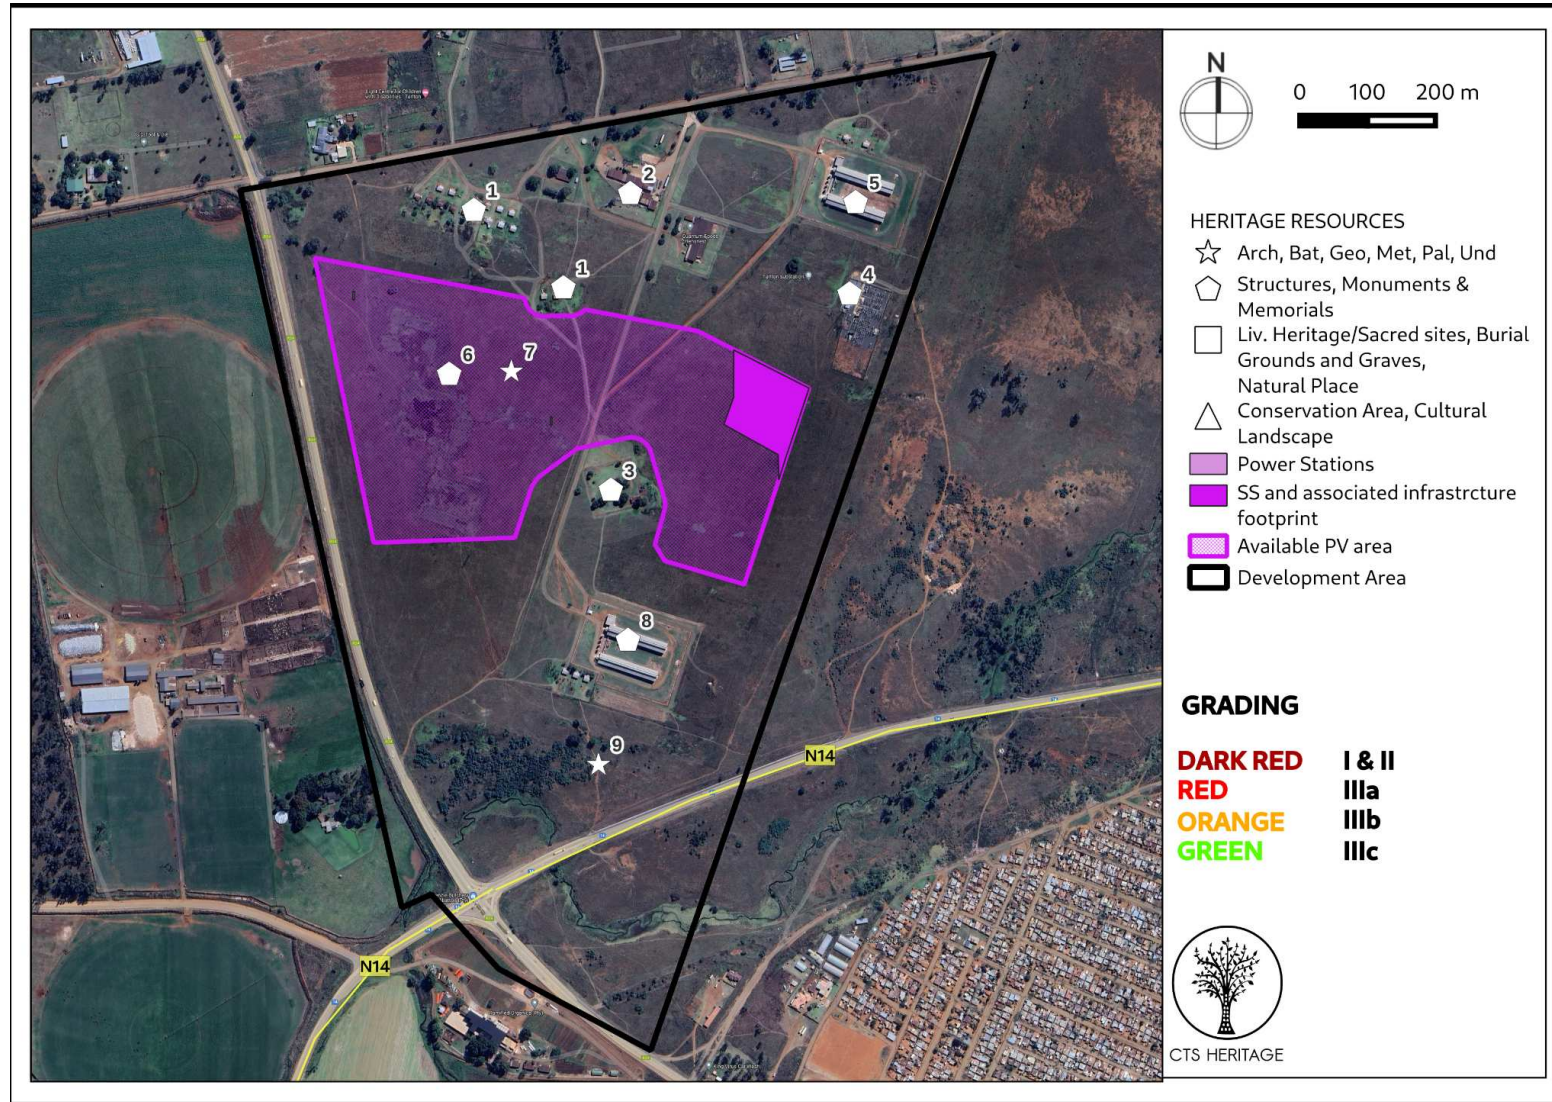 N
0 100 200 m
HERITAGE RESOURCES
Arch, Bat, Geo, Met, Pal, Und
Structures, Monuments &
Memorials
Liv. Heritage/Sacred sites, Burial
Grounds and Graves,
Natural Place
Conservation Area, Cultural
Landscape
Power Stations
SS and associated infrastrcture
footprint
Available PV area
Development Area
GRADING
DARK RED I & II
RED IIIa
ORANGE IIIb
GREEN IIIc
CTS HERITAGE
1
2
5
1
4
6
7
3
8
9
N14
N14